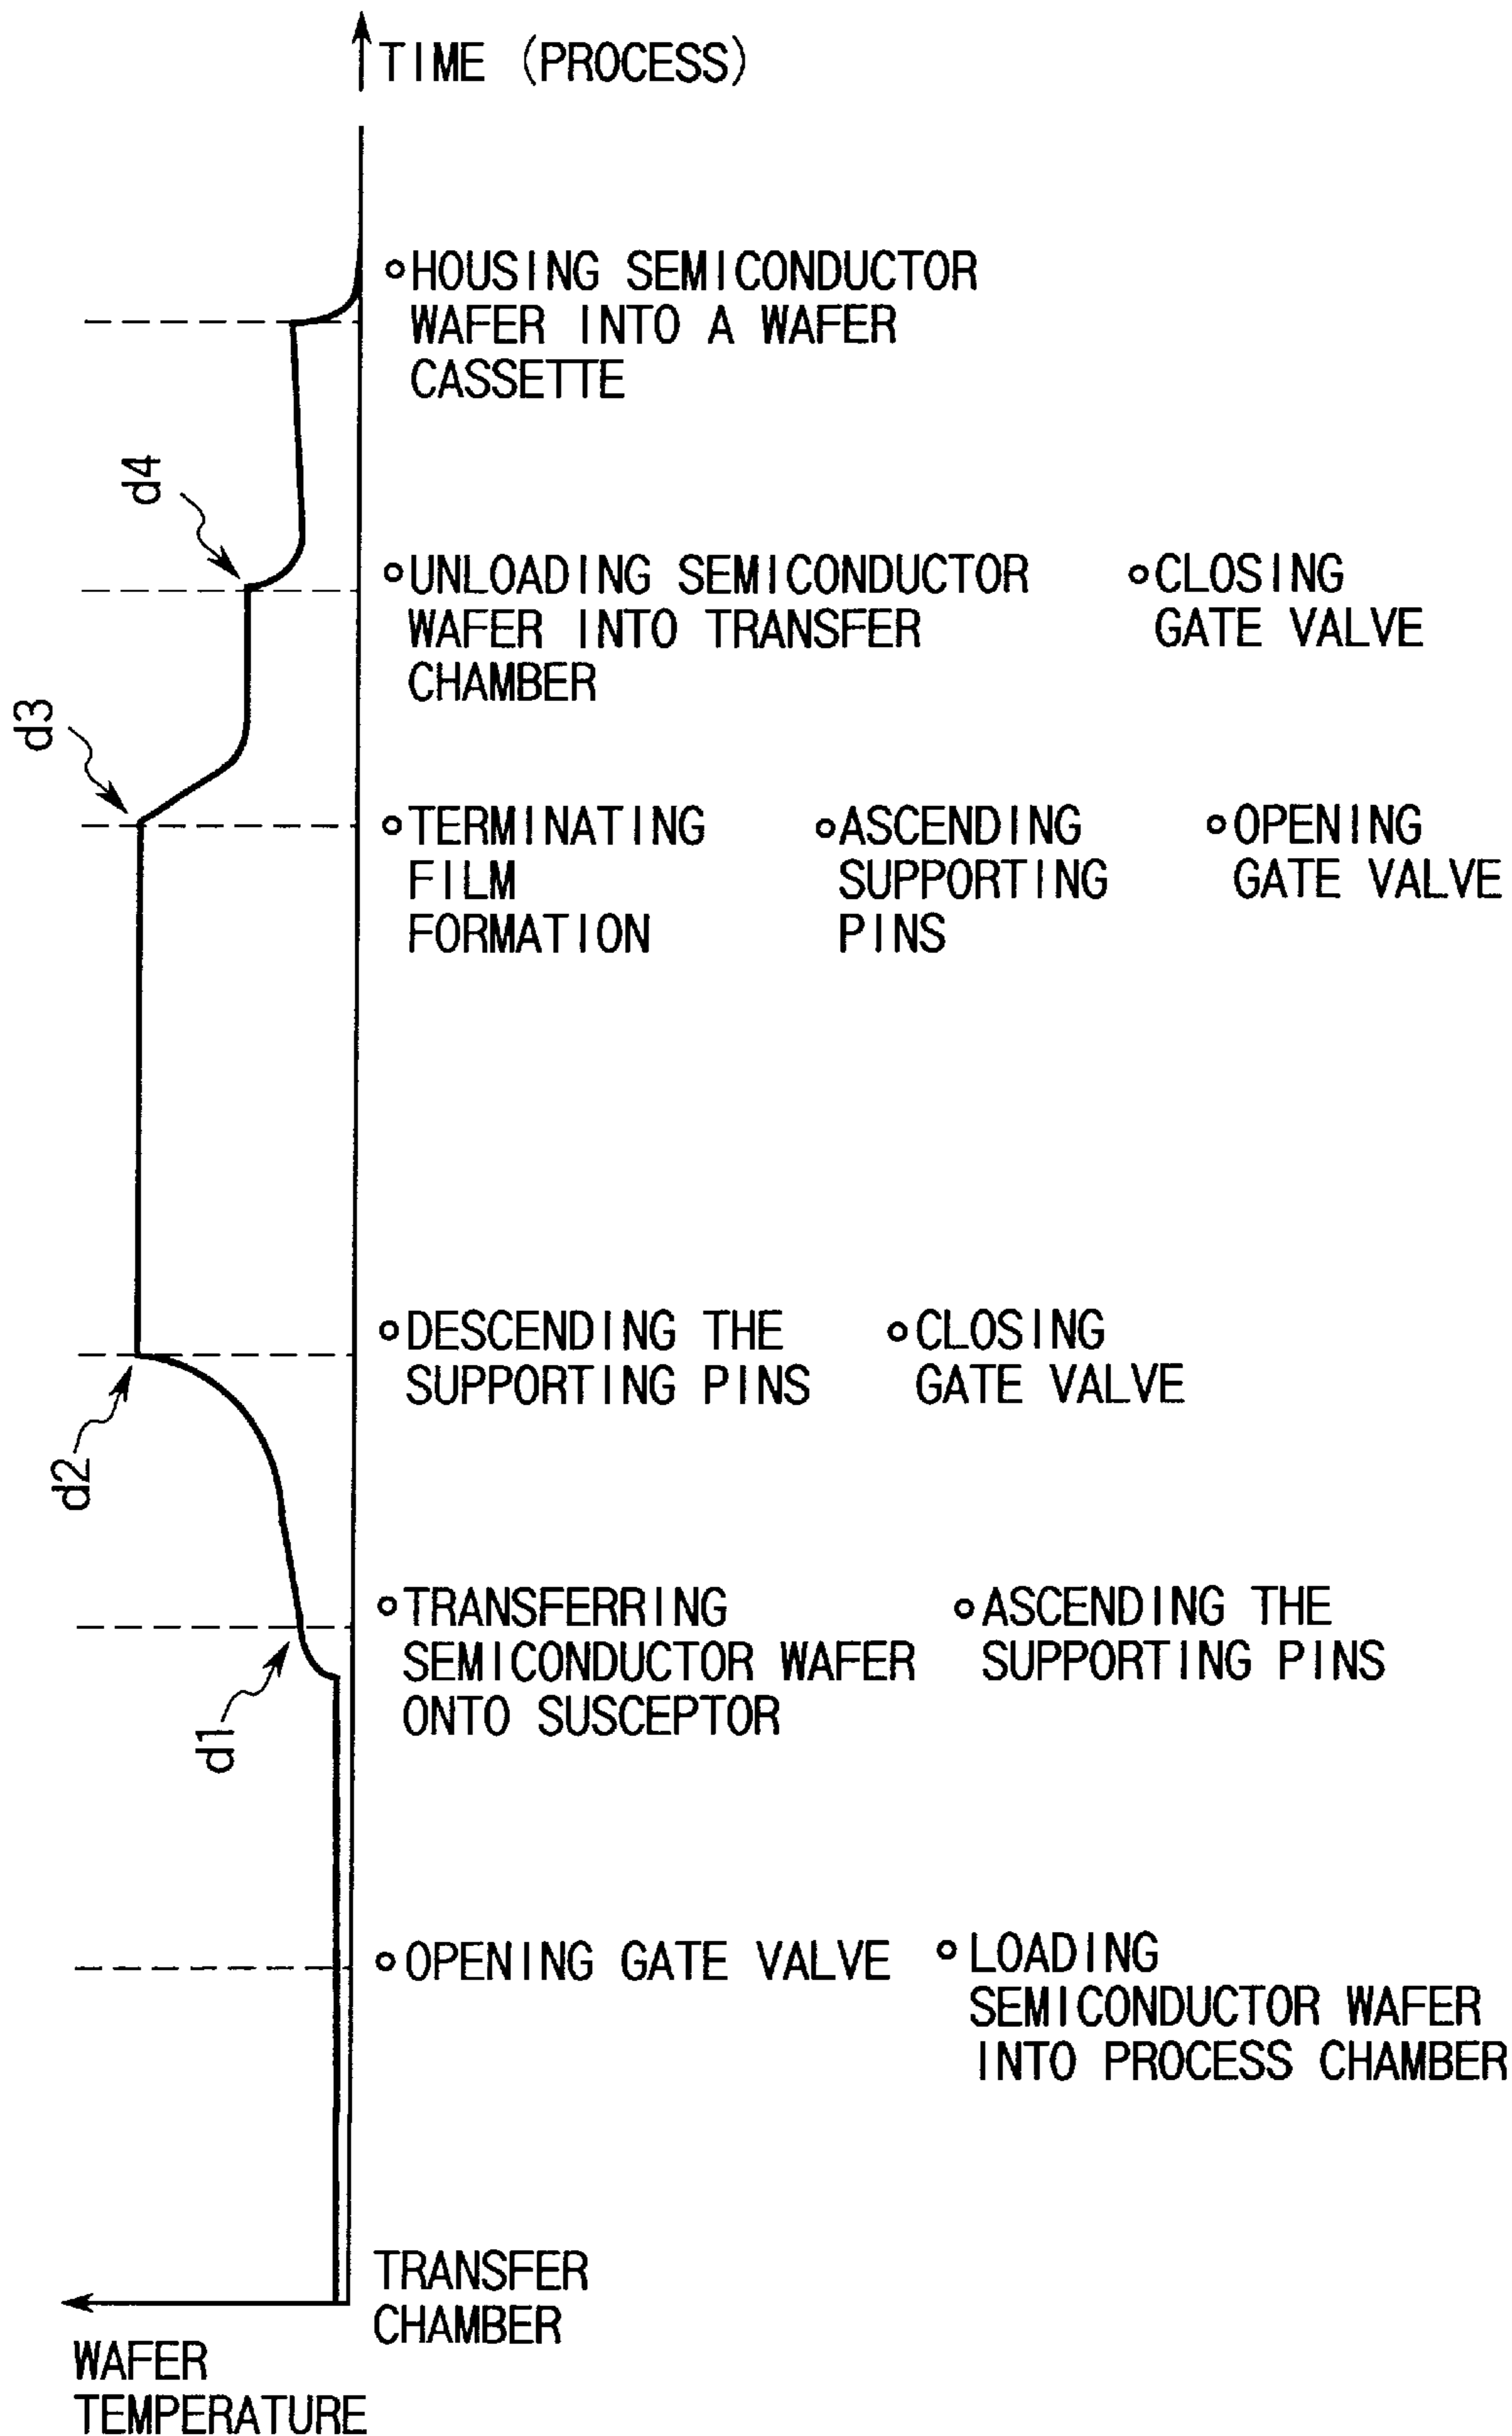 TIME (PROCESS)
HOUSING SEMICONDUCTOR
WAFER INTO A WAFER
CASSETTE
d4
UNLOADING SEMICONDUCTOR
WAFER INTO TRANSFER
CHAMBER
CLOSING
GATE VALVE
d3
TERMINATING
FILM
FORMATION
ASCENDING
SUPPORTING
PINS
OPENING
GATE VALVE
DESCENDING THE
SUPPORTING PINS
CLOSING
GATE VALVE
d2
TRANSFERRING
SEMICONDUCTOR WAFER
ONTO SUSCEPTOR
ASCENDING THE
SUPPORTING PINS
d1
OPENING GATE VALVE
LOADING
SEMICONDUCTOR WAFER
INTO PROCESS CHAMBER
TRANSFER
CHAMBER
WAFER
TEMPERATURE